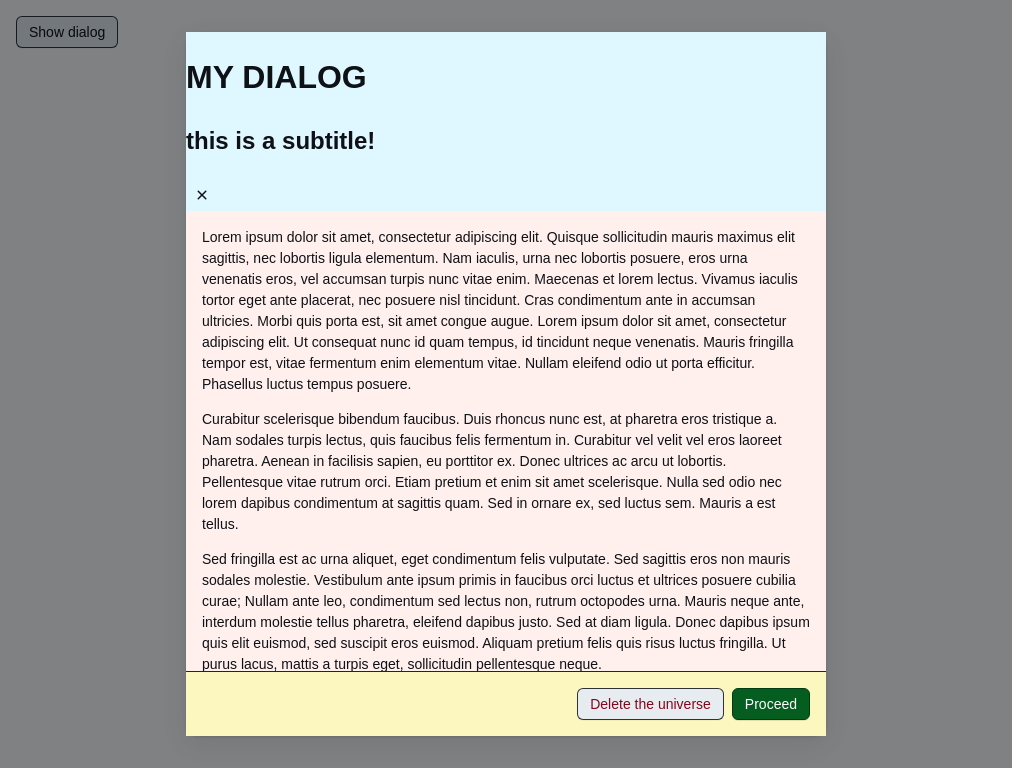 Show dialog
MY DIALOG
this is a subtitle!
✕
Lorem ipsum dolor sit amet, consectetur adipiscing elit. Quisque sollicitudin mauris maximus elit
sagittis, nec lobortis ligula elementum. Nam iaculis, urna nec lobortis posuere, eros urna
venenatis eros, vel accumsan turpis nunc vitae enim. Maecenas et lorem lectus. Vivamus iaculis
tortor eget ante placerat, nec posuere nisl tincidunt. Cras condimentum ante in accumsan
ultricies. Morbi quis porta est, sit amet congue augue. Lorem ipsum dolor sit amet, consectetur
adipiscing elit. Ut consequat nunc id quam tempus, id tincidunt neque venenatis. Mauris fringilla
tempor est, vitae fermentum enim elementum vitae. Nullam eleifend odio ut porta efficitur.
Phasellus luctus tempus posuere.
Curabitur scelerisque bibendum faucibus. Duis rhoncus nunc est, at pharetra eros tristique a.
Nam sodales turpis lectus, quis faucibus felis fermentum in. Curabitur vel velit vel eros laoreet
pharetra. Aenean in facilisis sapien, eu porttitor ex. Donec ultrices ac arcu ut lobortis.
Pellentesque vitae rutrum orci. Etiam pretium et enim sit amet scelerisque. Nulla sed odio nec
lorem dapibus condimentum at sagittis quam. Sed in ornare ex, sed luctus sem. Mauris a est
tellus.
Sed fringilla est ac urna aliquet, eget condimentum felis vulputate. Sed sagittis eros non mauris
sodales molestie. Vestibulum ante ipsum primis in faucibus orci luctus et ultrices posuere cubilia
curae; Nullam ante leo, condimentum sed lectus non, rutrum octopodes urna. Mauris neque ante,
interdum molestie tellus pharetra, eleifend dapibus justo. Sed at diam ligula. Donec dapibus ipsum
quis elit euismod, sed suscipit eros euismod. Aliquam pretium felis quis risus luctus fringilla. Ut
purus lacus, mattis a turpis eget, sollicitudin pellentesque neque.
Delete the universe
Proceed